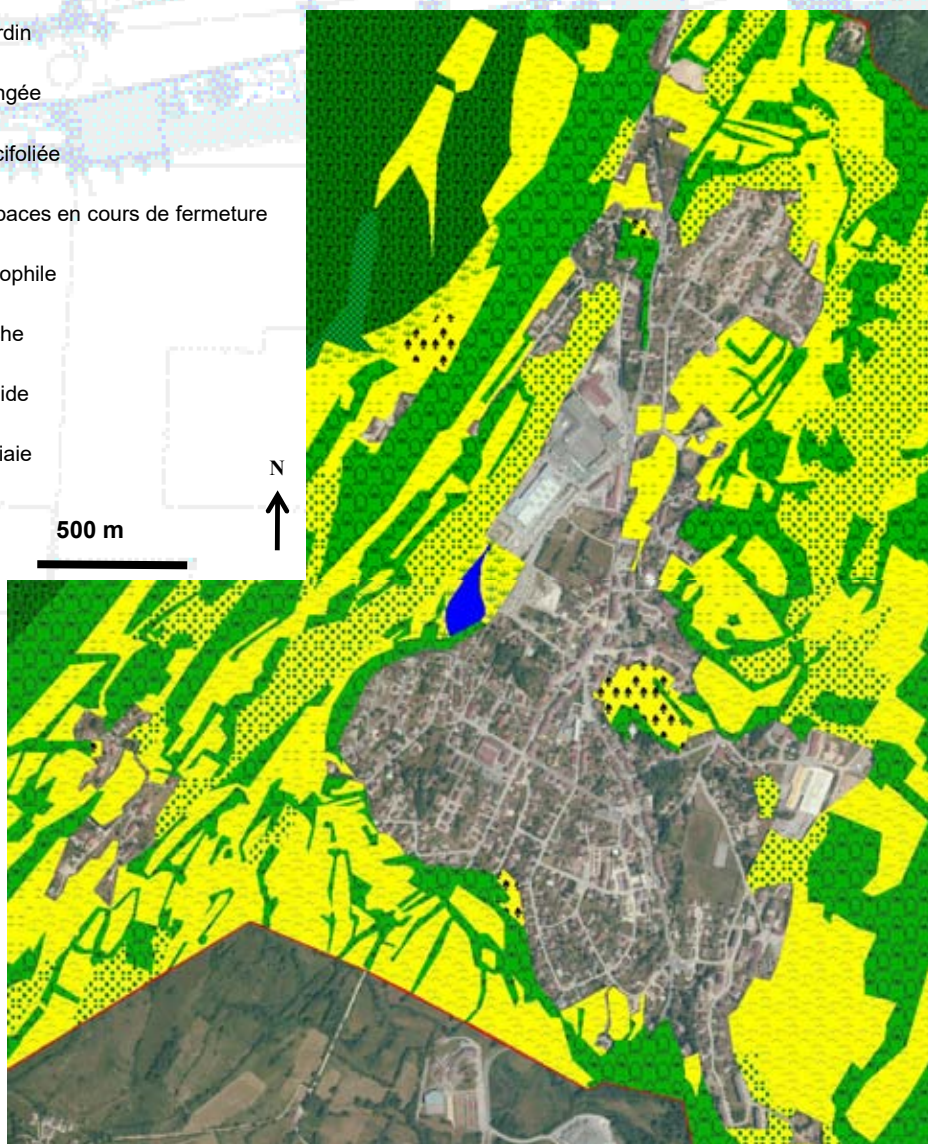 rdin
ngée
cifoliée
paces en cours de fermeture
ophile
he
ide
iaie
N
500 m